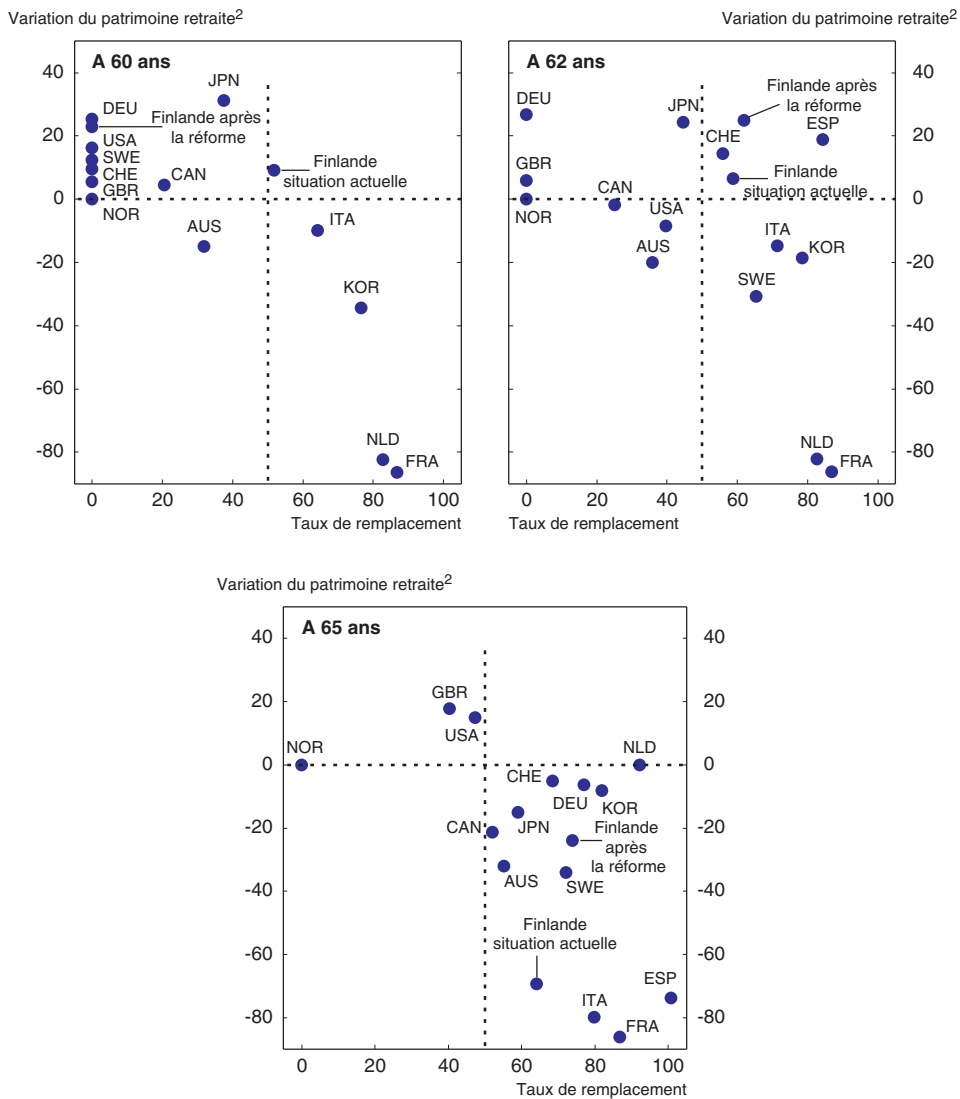 Variation du patrimoine retraite2
Variation du patrimoine retraite2
A 60 ans
40
20
0
-20
-40
-60
-80
JPN
DEU
Finlande après
la réforme
USA
SWE
CHE
GBR
NOR
CAN
Finlande
situation actuelle
AUS
ITA
KOR
NLD
FRA
0 20 40 60 80 100
Taux de remplacement
A 62 ans
DEU
JPN
Finlande après
la réforme
ESP
CHE
GBR
Finlande
situation actuelle
NOR
CAN
USA
AUS
ITA
KOR
SWE
NLD
FRA
40
20
0
-20
-40
-60
-80
0 20 40 60 80 100
Taux de remplacement
Variation du patrimoine retraite2
A 65 ans
40
20
0
-20
-40
-60
-80
GBR
USA
NOR
NLD
CHE
DEU
KOR
CAN
JPN
Finlande
après
la réforme
AUS
SWE
Finlande
situation actuelle
ESP
ITA
FRA
40
20
0
-20
-40
-60
-80
0 20 40 60 80 100
Taux de remplacement